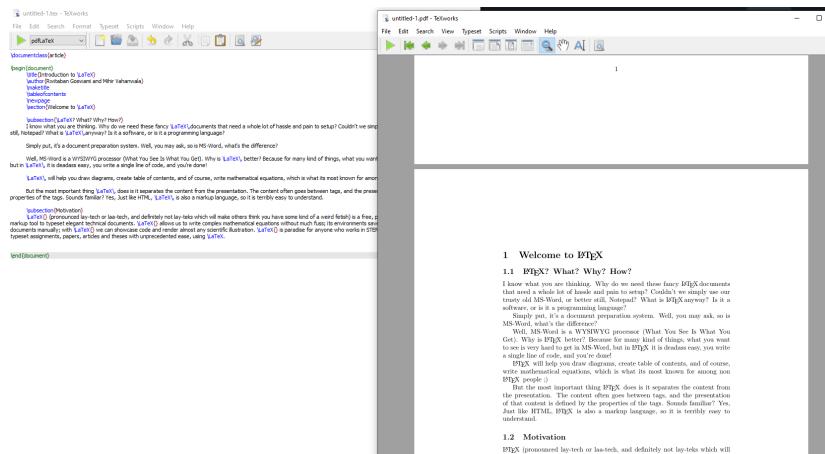 untitled-1.tex - TeXworks
File Edit Search Format Typeset Scripts Window Help
pdfLaTeX
\documentclass{article}
\begin{document}
\title{Introduction to \LaTeX}
\author{Rwitaban Goswami and Mihir Vahanwala}
\maketitle
\tableofcontents
\newpage
\section{Welcome to \LaTeX}
\subsection{\LaTeX? What? Why? How?}
I know what you are thinking. Why do we need these fancy \LaTeX\,documents that need a whole lot of hassle and pain to setup? Couldn't we simp
still, Notepad? What is \LaTeX\,anyway? Is it a software, or is it a programming language?
Simply put, it's a document preparation system. Well, you may ask, so is MS-Word, what's the difference?
Well, MS-Word is a WYSIWYG processor (What You See Is What You Get). Why is \LaTeX\, better? Because for many kind of things, what you want
but in \LaTeX\, it is deadass easy, you write a single line of code, and you're done!
\LaTeX\, will help you draw diagrams, create table of contents, and of course, write mathematical equations, which is what its most known for amon
But the most important thing \LaTeX\, does is it separates the content from the presentation. The content often goes between tags, and the prese
properties of the tags. Sounds familiar? Yes, Just like HTML, \LaTeX\, is also a markup language, so it is terribly easy to understand.
\subsection{Motivation}
\LaTeX{} (pronounced lay-tech or laa-tech, and definitely not lay-teks which will make others think you have some kind of a weird fetish) is a free, p
markup tool to typeset elegant technical documents. \LaTeX{} allows us to write complex mathematical equations without much fuss; its environments sav
documents manually; with \LaTeX{} we can showcase code and render almost any scientific illustration. \LaTeX{} is paradise for anyone who works in STEM
typeset assignments, papers, articles and theses with unprecedented ease, using \LaTeX.
\end{document}
untitled-1.pdf - TeXworks
File Edit Search View Typeset Scripts Window Help
1
1 Welcome to LaTeX
1.1 LaTeX? What? Why? How?
I know what you are thinking. Why do we need these fancy LaTeX documents
that need a whole lot of hassle and pain to setup? Couldn't we simply use our
trusty old MS-Word, or better still, Notepad? What is LaTeX anyway? Is it a
software, or is it a programming language?
Simply put, it's a document preparation system. Well, you may ask, so is
MS-Word, what's the difference?
Well, MS-Word is a WYSIWYG processor (What You See Is What You
Get). Why is LaTeX better? Because for many kind of things, what you want
to see is very hard to get in MS-Word, but in LaTeX it is deadass easy, you write
a single line of code, and you're done!
LaTeX will help you draw diagrams, create table of contents, and of course,
write mathematical equations, which is what its most known for among non
LaTeX people ;)
But the most important thing LaTeX does is it separates the content from
the presentation. The content often goes between tags, and the presentation
of that content is defined by the properties of the tags. Sounds familiar? Yes,
Just like HTML, LaTeX is also a markup language, so it is terribly easy to
understand.
1.2 Motivation
LaTeX (pronounced lay-tech or laa-tech, and definitely not lay-teks which will